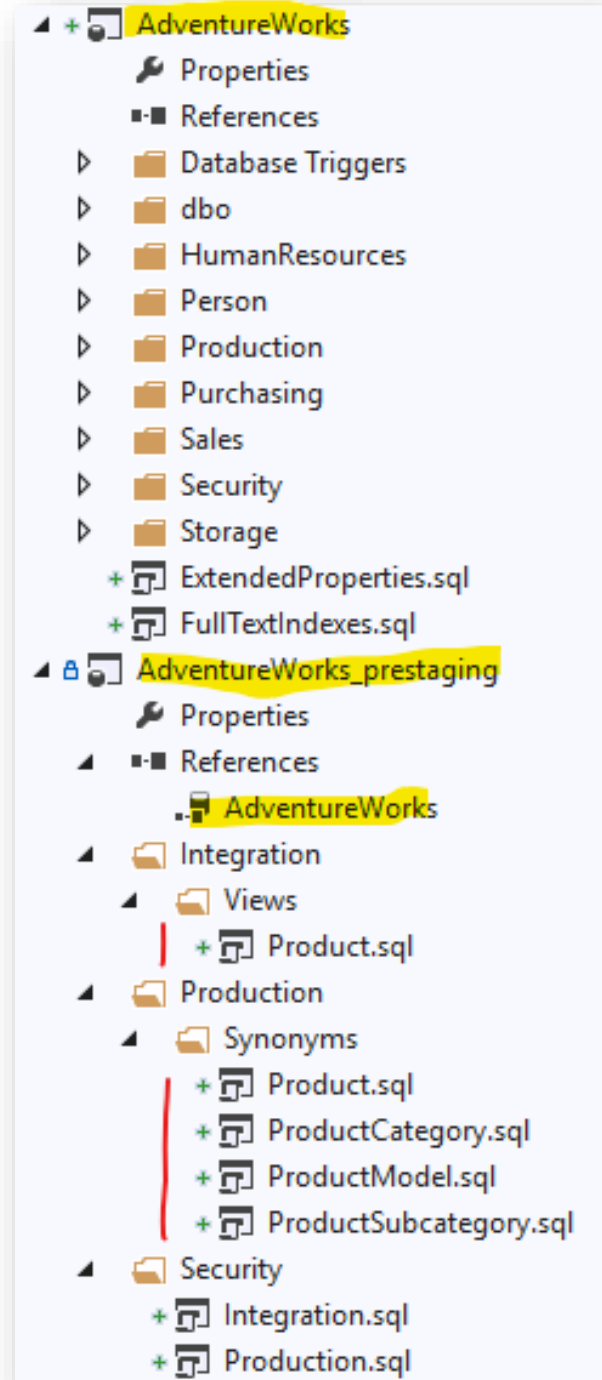 AdventureWorks
Properties
References
Database Triggers
dbo
HumanResources
Person
Production
Purchasing
Sales
Security
Storage
ExtendedProperties.sql
FullTextIndexes.sql
AdventureWorks_prestaging
Properties
References
AdventureWorks
Integration
Views
Product.sql
Production
Synonyms
Product.sql
ProductCategory.sql
ProductModel.sql
ProductSubcategory.sql
Security
Integration.sql
Production.sql